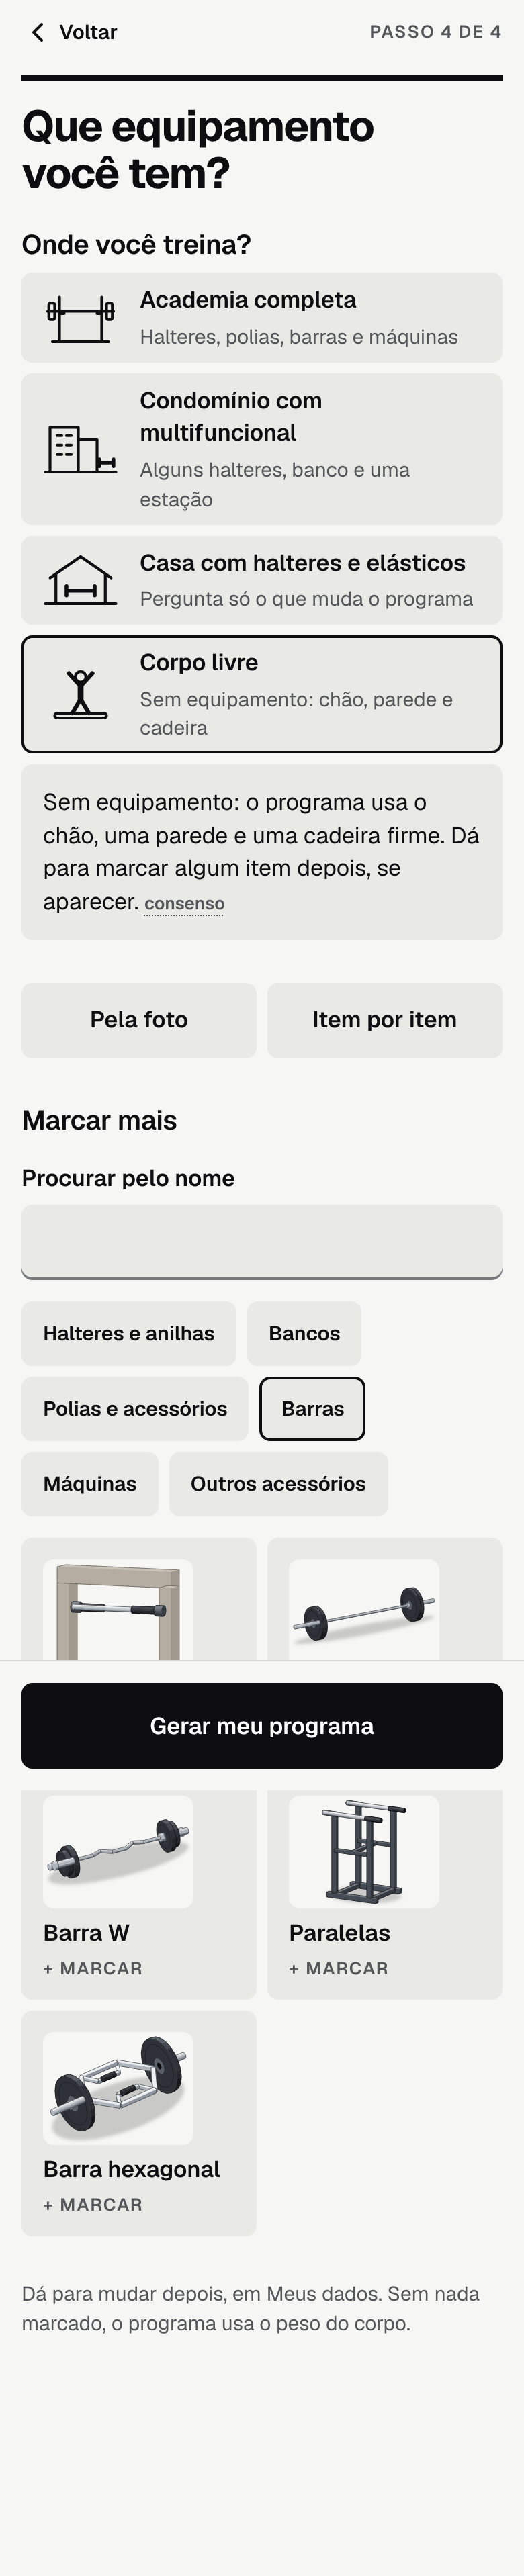 Voltar
PASSO 4 DE 4
Que equipamento
você tem?
Onde você treina?
Academia completa
Halteres, polias, barras e máquinas
Condomínio com
multifuncional
Alguns halteres, banco e uma
estação
Casa com halteres e elásticos
Pergunta só o que muda o programa
Corpo livre
Sem equipamento: chão, parede e
cadeira
Sem equipamento: o programa usa o
chão, uma parede e uma cadeira firme. Dá
para marcar algum item depois, se
aparecer. consenso
Pela foto
Item por item
Marcar mais
Procurar pelo nome
Halteres e anilhas
Bancos
Polias e acessórios
Barras
Máquinas
Outros acessórios
Gerar meu programa
Barra W
+ MARCAR
Paralelas
+ MARCAR
Barra hexagonal
+ MARCAR
Dá para mudar depois, em Meus dados. Sem nada
marcado, o programa usa o peso do corpo.